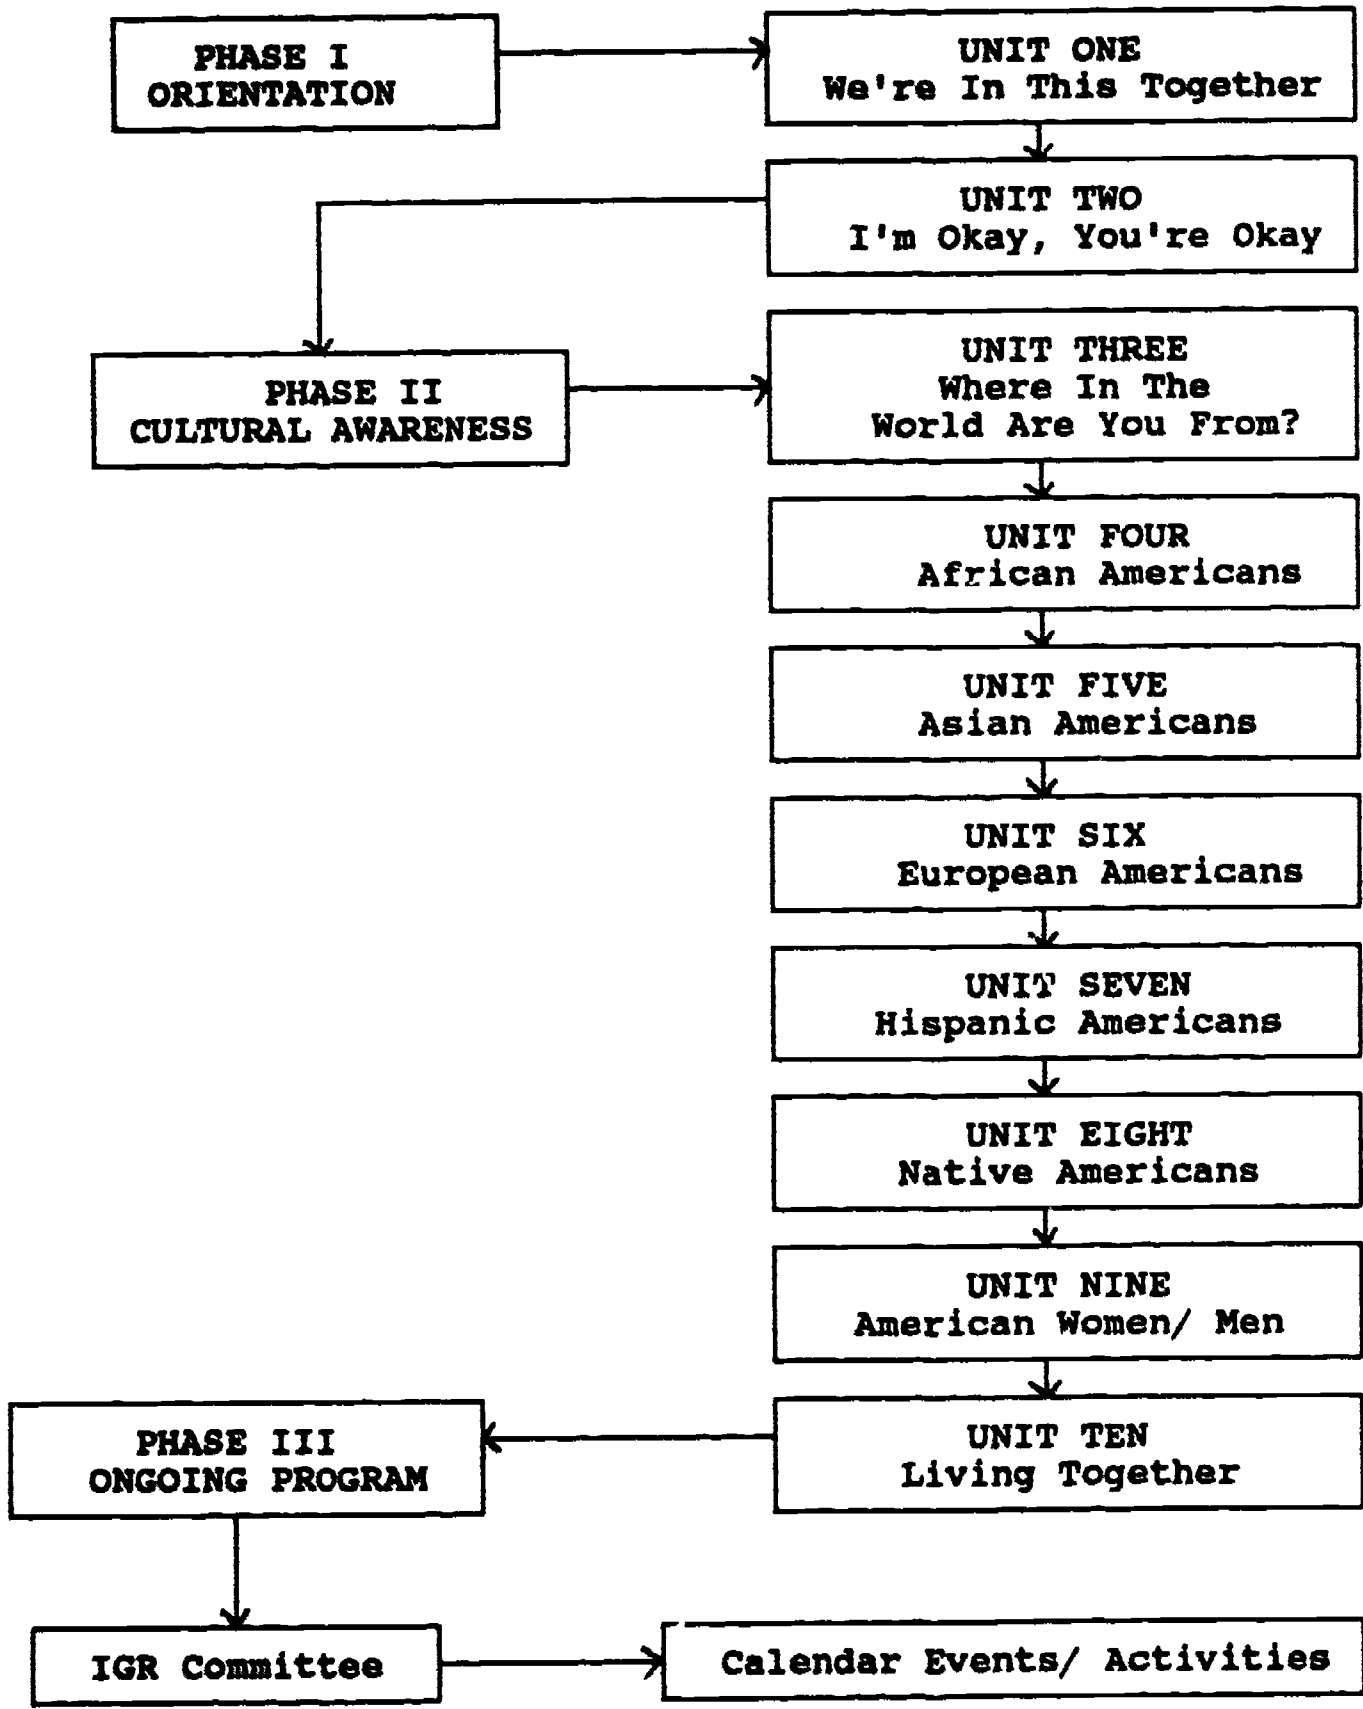 PHASE I
ORIENTATION
UNIT ONE
We're In This Together
UNIT TWO
I'm Okay, You're Okay
PHASE II
CULTURAL AWARENESS
UNIT THREE
Where In The
World Are You From?
UNIT FOUR
African Americans
UNIT FIVE
Asian Americans
UNIT SIX
European Americans
UNIT SEVEN
Hispanic Americans
UNIT EIGHT
Native Americans
UNIT NINE
American Women/ Men
UNIT TEN
Living Together
PHASE III
ONGOING PROGRAM
IGR Committee
Calendar Events/ Activities